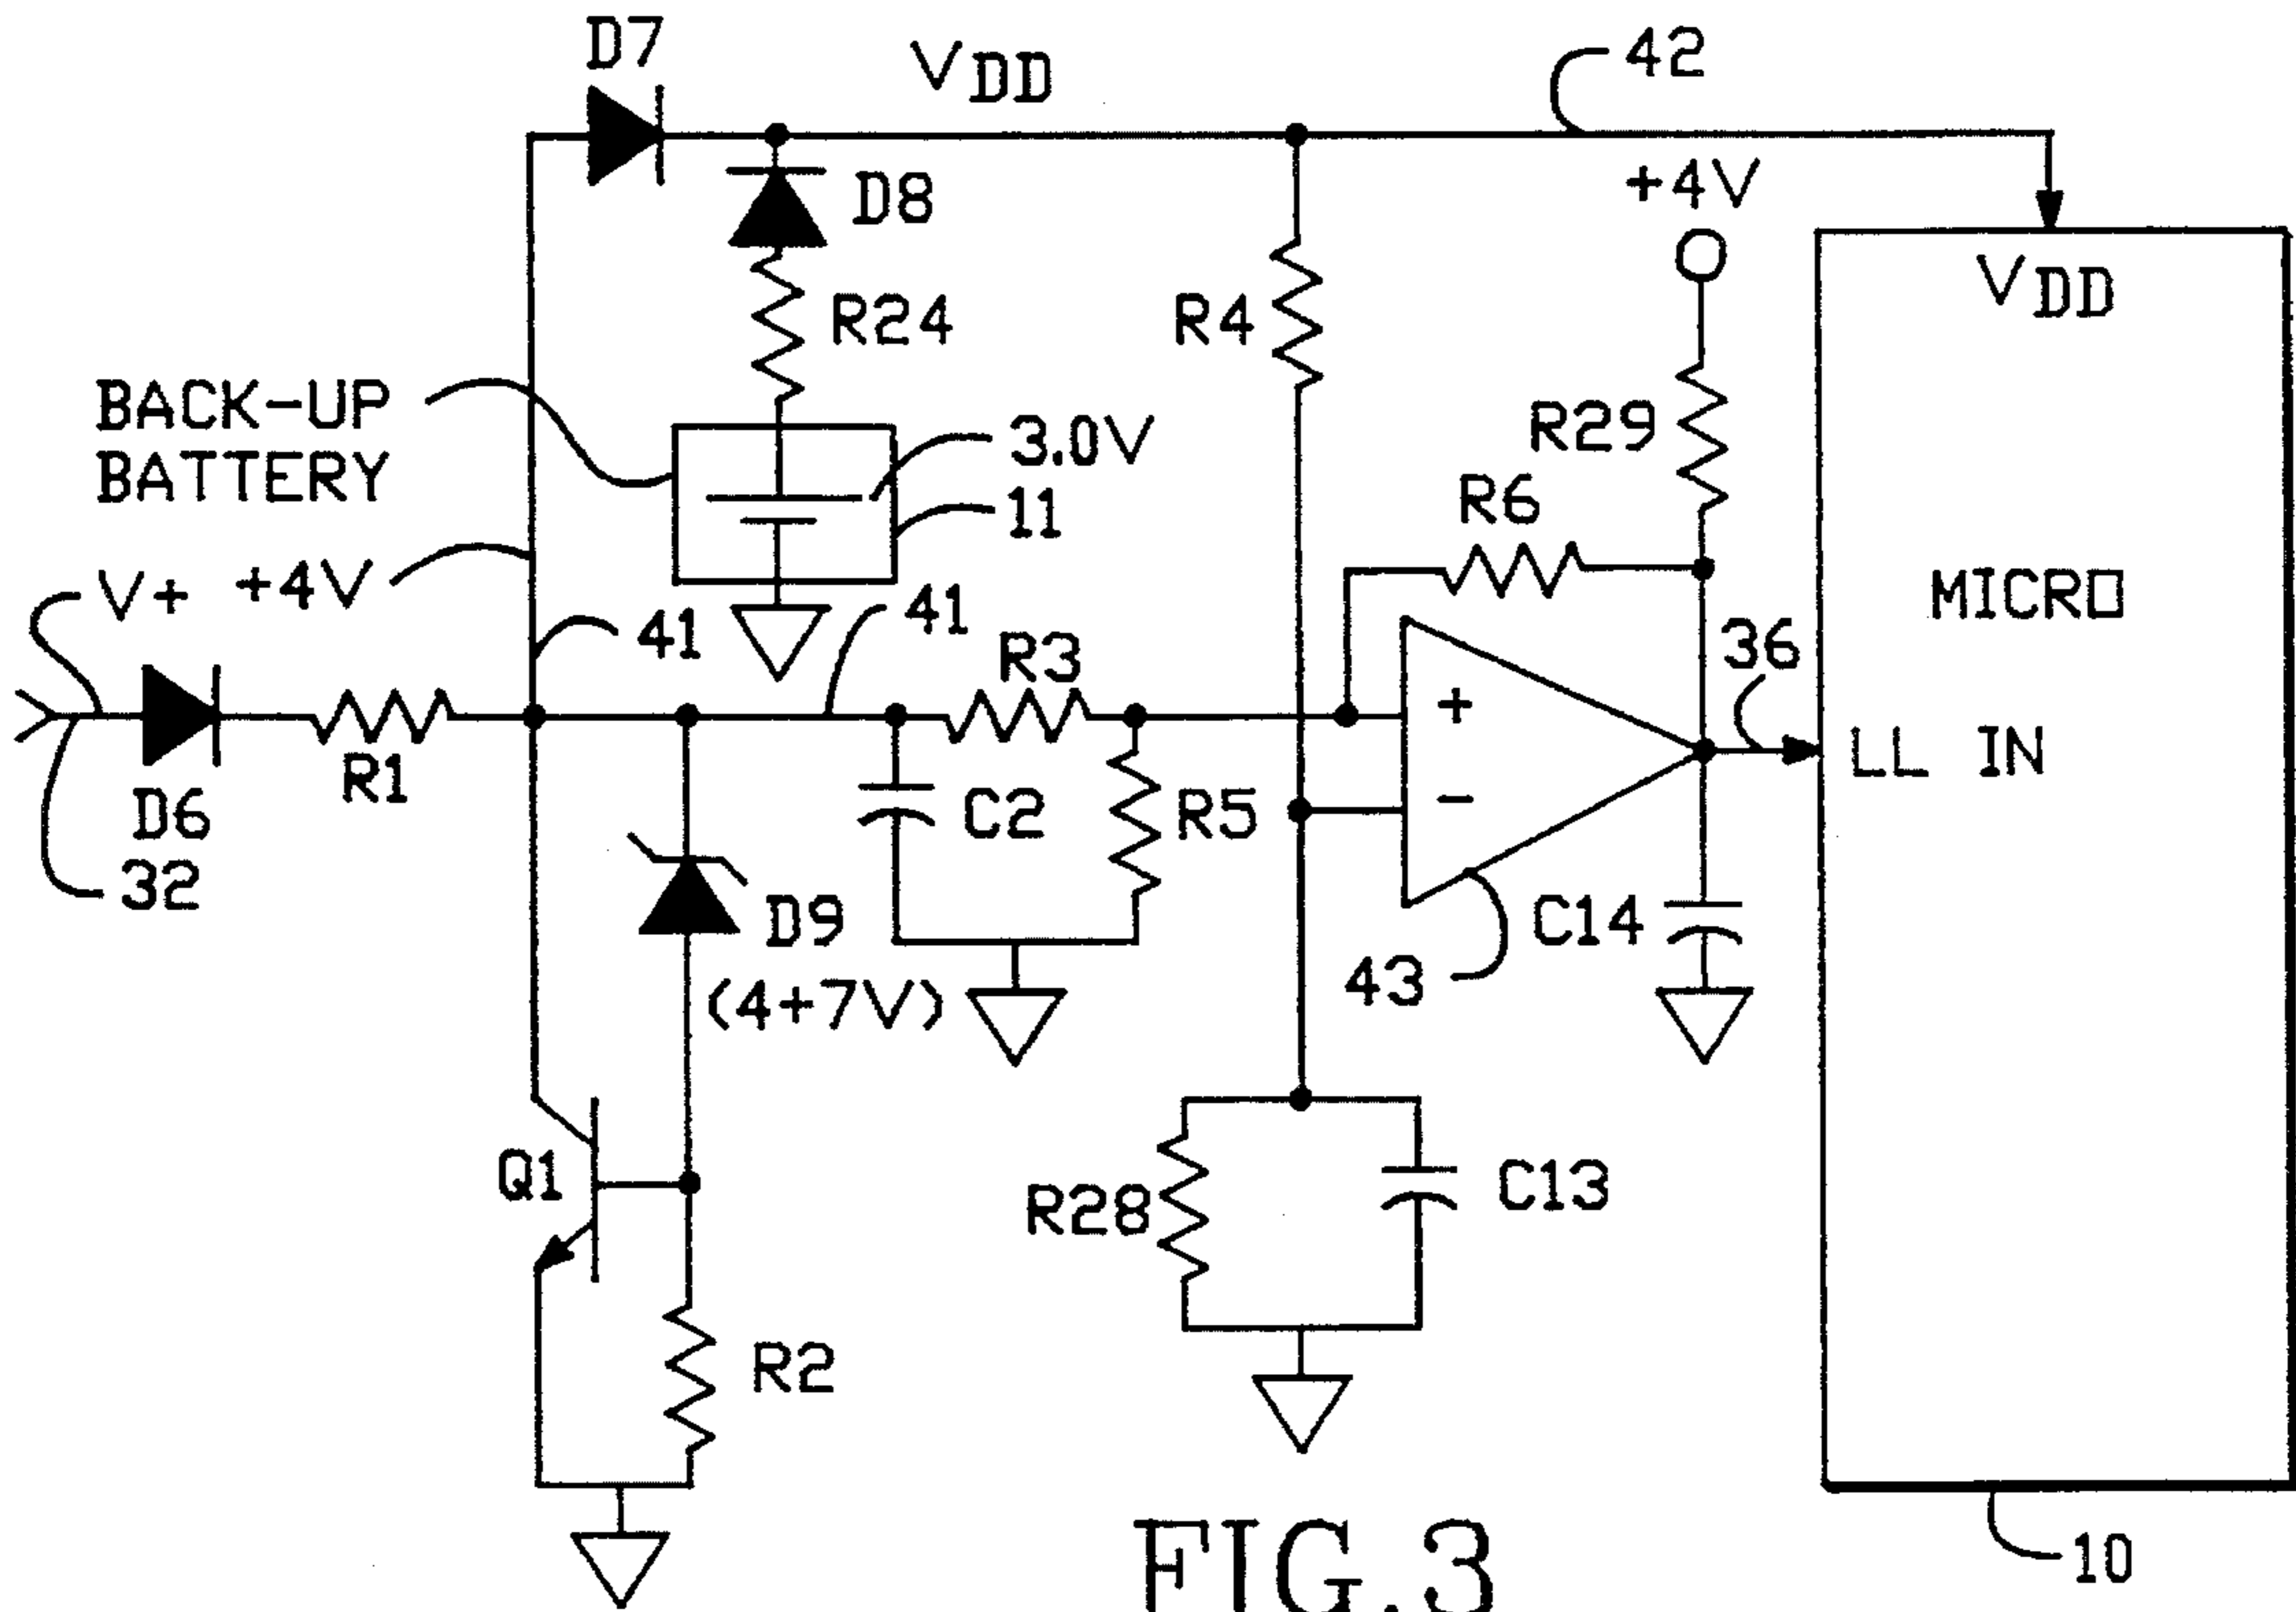 D7
VDD
42
+4V
D8
VDD
R24
R4
BACK-UP
BATTERY
3.0V
R29
11
R6
V+
+4V
41
41
R3
MICRO
36
+
R1
LL IN
D6
C2
R5
-
32
D9
C14
(4+7V)
43
Q1
R28
C13
R2
FIG.3
10